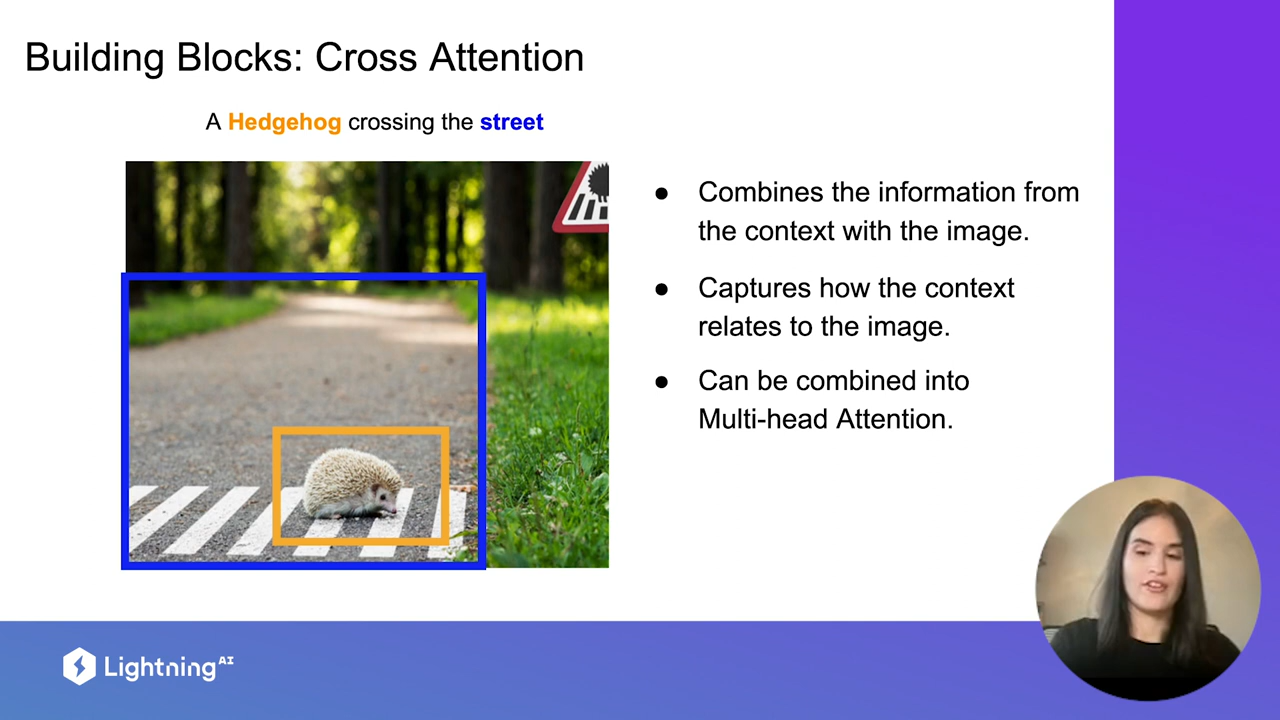 Building Blocks: Cross Attention
A Hedgehog crossing the street
● Combines the information from
the context with the image.
● Captures how the context
relates to the image.
● Can be combined into
Multi-head Attention.
Lightning AI